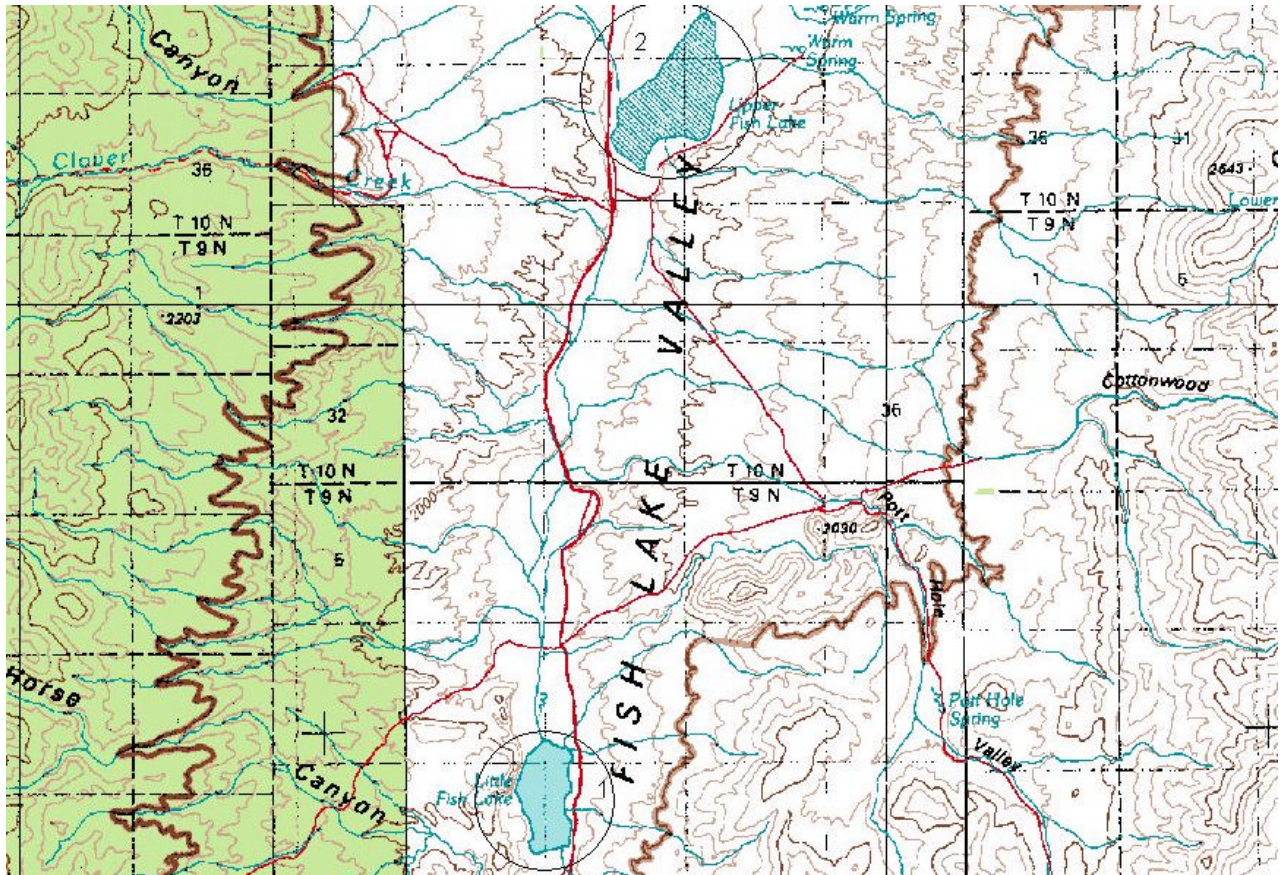 Warm Spring
2
Canyon
Warm
Spring
Upper
Fish Lake
36
31
Clover
36
Creek
2643
Lower
T 10 N
T 9 N
T 10 N
T 9 N
1
1
6
2203
FISH LAKE VALLEY
Cottonwood
32
36
T 10 N
T 9 N
T 10 N
T 9 N
2000
Pott
Hole
Valley
2090
5
1
Horse
Canyon
Pott Hole
Spring
Little
Fish Lake